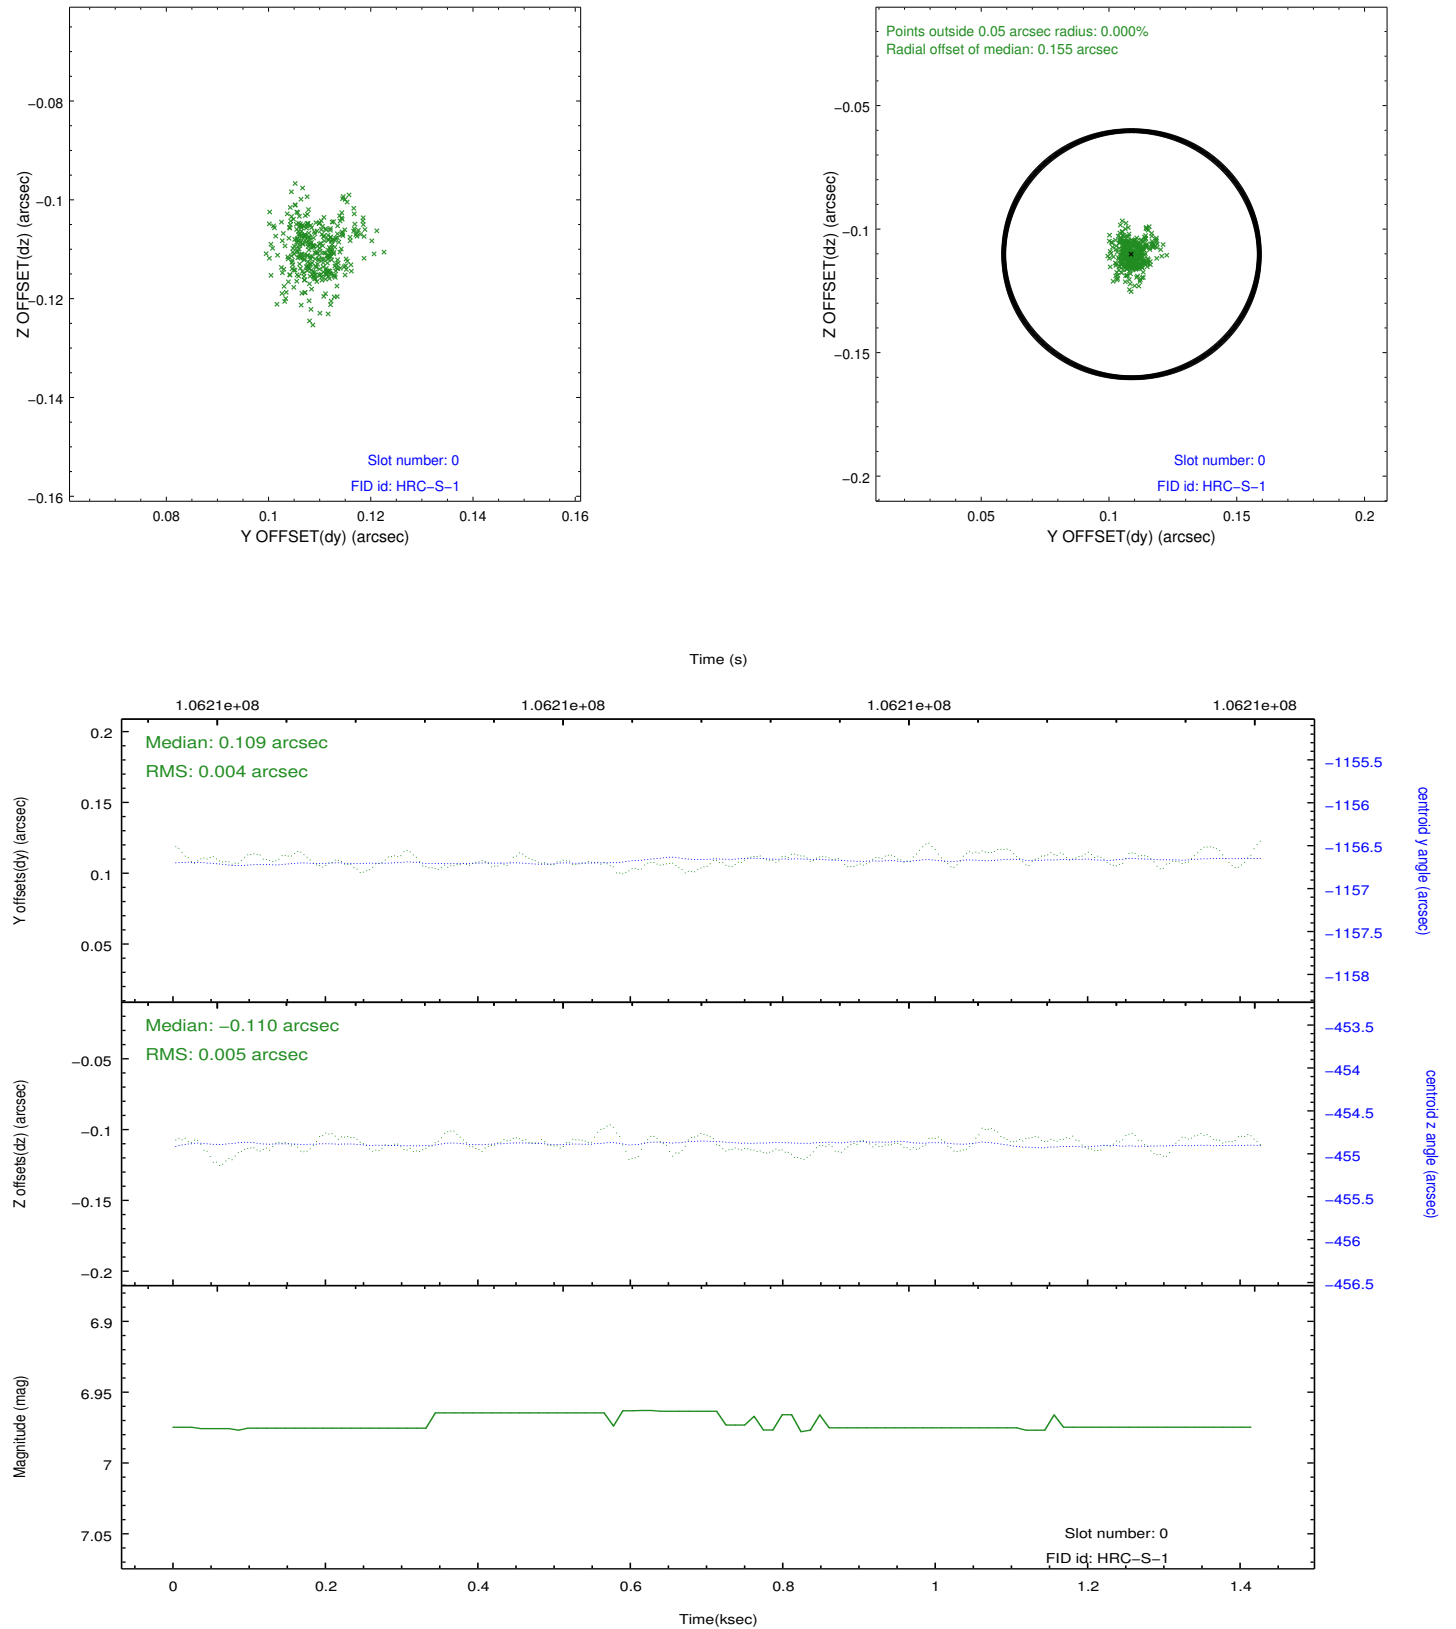 −0.08
−0.1
−0.12
−0.14
−0.16
Z OFFSET(dz) (arcsec)
0.08 0.1 0.12 0.14 0.16
Y OFFSET(dy) (arcsec)
Slot number: 0
FID id: HRC−S−1
Points outside 0.05 arcsec radius: 0.000%
Radial offset of median: 0.155 arcsec
−0.05
−0.1
−0.15
−0.2
Z OFFSET(dz) (arcsec)
0.05 0.1 0.15 0.2
Y OFFSET(dy) (arcsec)
Slot number: 0
FID id: HRC−S−1
Time (s)
1.0621e+08 1.0621e+08 1.0621e+08 1.0621e+08
Median: 0.109 arcsec
RMS: 0.004 arcsec
0.2
0.15
0.1
0.05
Y offsets(dy) (arcsec)
−1155.5
−1156
−1156.5
−1157
−1157.5
−1158
centroid y angle (arcsec)
Median: −0.110 arcsec
RMS: 0.005 arcsec
−0.05
−0.1
−0.15
−0.2
Z offsets(dz) (arcsec)
−453.5
−454
−454.5
−455
−455.5
−456
−456.5
centroid z angle (arcsec)
6.9
6.95
7
7.05
Magnitude (mag)
Slot number: 0
FID id: HRC−S−1
0 0.2 0.4 0.6 0.8 1 1.2 1.4
Time(ksec)